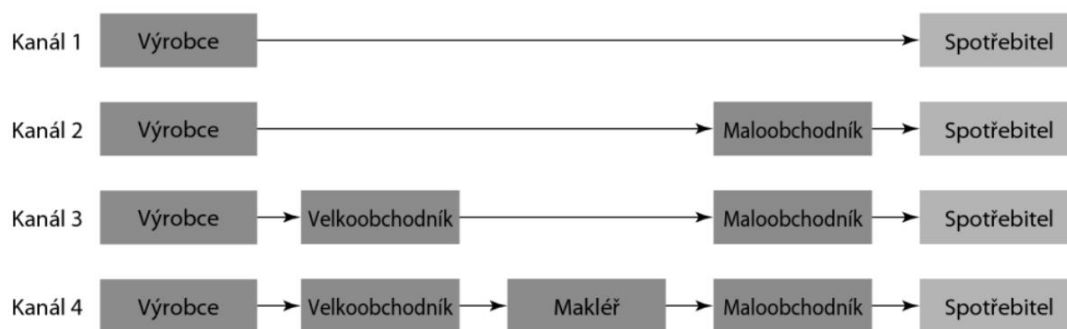 Kanál 1 Výrobce Spotřebitel
Kanál 2 Výrobce Maloobchodník Spotřebitel
Kanál 3 Výrobce Velkoobchodník Maloobchodník Spotřebitel
Kanál 4 Výrobce Velkoobchodník Makléř Maloobchodník Spotřebitel